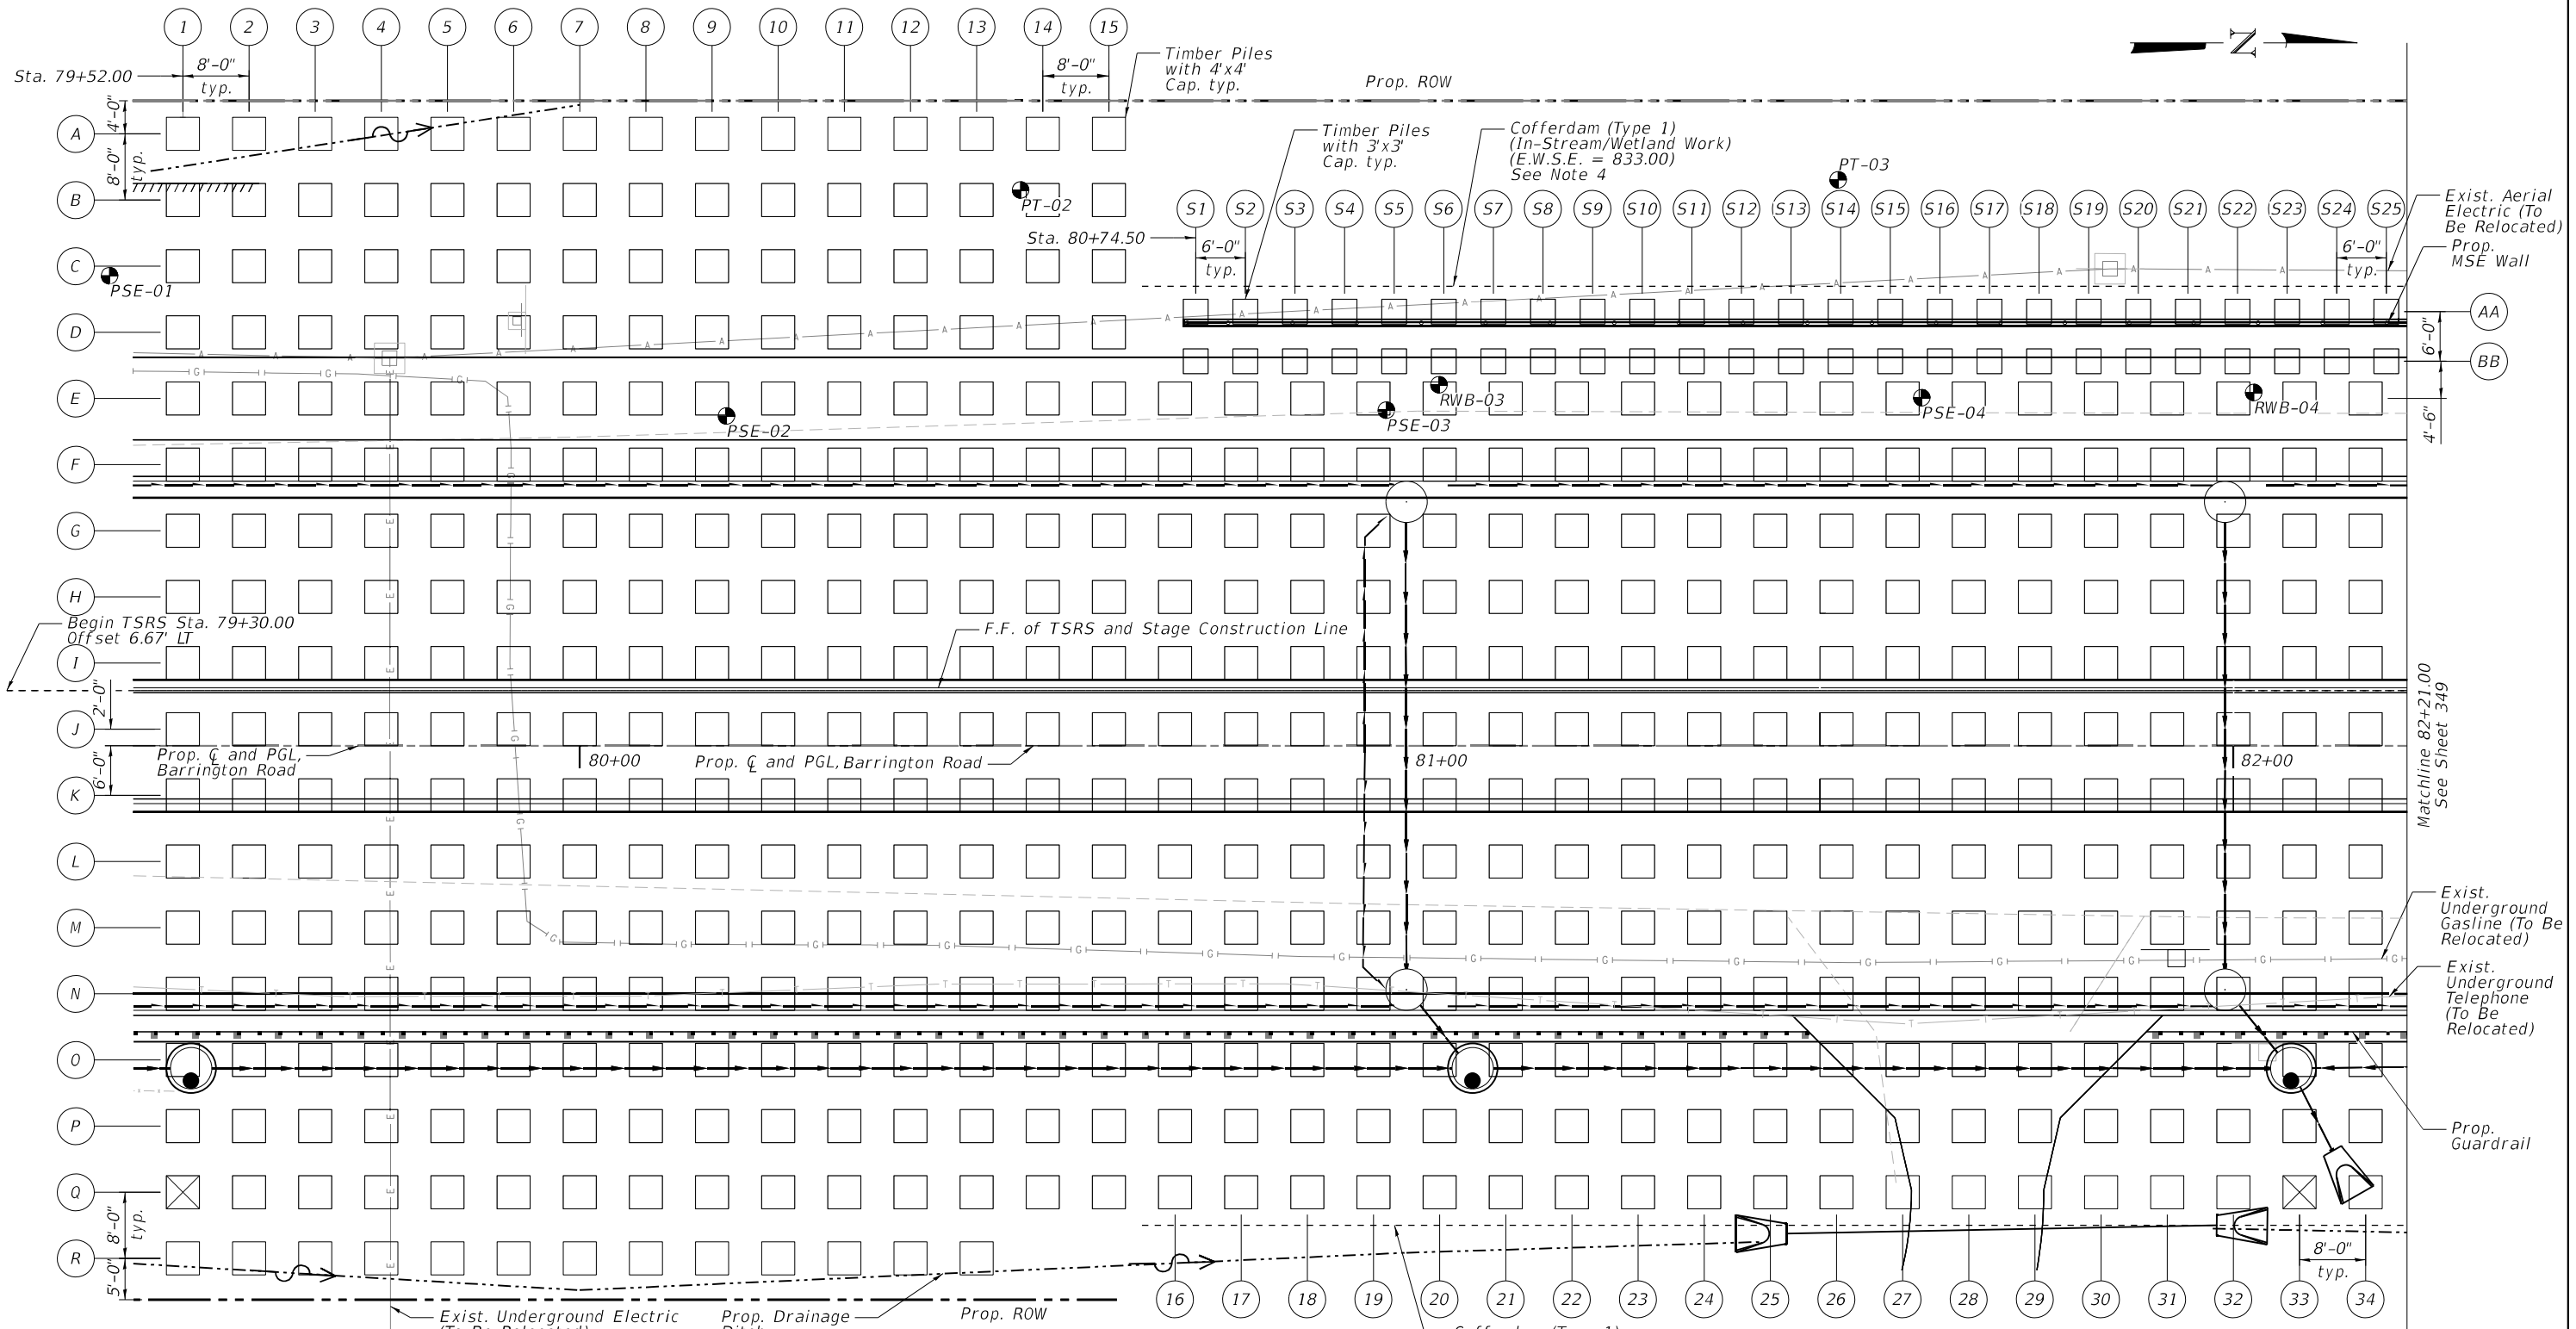 1 2 3 4 5 6 7 8 9 10 11 12 13 14 15
Sta. 79+52.00
8'-0"
typ.
8'-0"
typ.
Timber Piles
with 4'x4'
Cap. typ.
Prop. ROW
N
4'-0"
8'-0"
typ.
A
B
C
D
E
F
G
H
I
J
K
L
M
N
O
P
Q
R
Timber Piles
with 3'x3'
Cap. typ.
Cofferdam (Type 1)
(In-Stream/Wetland Work)
(E.W.S.E. = 833.00)
See Note 4
PT-03
PT-02
S1 S2 S3 S4 S5 S6 S7 S8 S9 S10 S11 S12 S13 S14 S15 S16 S17 S18 S19 S20 S21 S22 S23 S24 S25
Sta. 80+74.50
6'-0"
typ.
6'-0"
typ.
Exist. Aerial
Electric (To
Be Relocated)
Prop.
MSE Wall
AA
6'-0"
BB
4'-6"
PSE-01
PSE-02
PSE-03
RWB-03
PSE-04
RWB-04
Begin TSRS Sta. 79+30.00
Offset 6.67' LT
F.F. of TSRS and Stage Construction Line
2'-0"
6'-0"
Prop. ℄ and PGL,
Barrington Road
80+00
Prop. ℄ and PGL, Barrington Road
81+00
82+00
Matchline 82+21.00
See Sheet 349
Exist.
Underground
Gasline (To Be
Relocated)
Exist.
Underground
Telephone
(To Be
Relocated)
Prop.
Guardrail
8'-0"
typ.
5'-0"
8'-0"
typ.
16 17 18 19 20 21 22 23 24 25 26 27 28 29 30 31 32 33 34
Exist. Underground Electric
(To Be Relocated)
Prop. Drainage
Ditch
Prop. ROW
Cofferdam (Type 1)